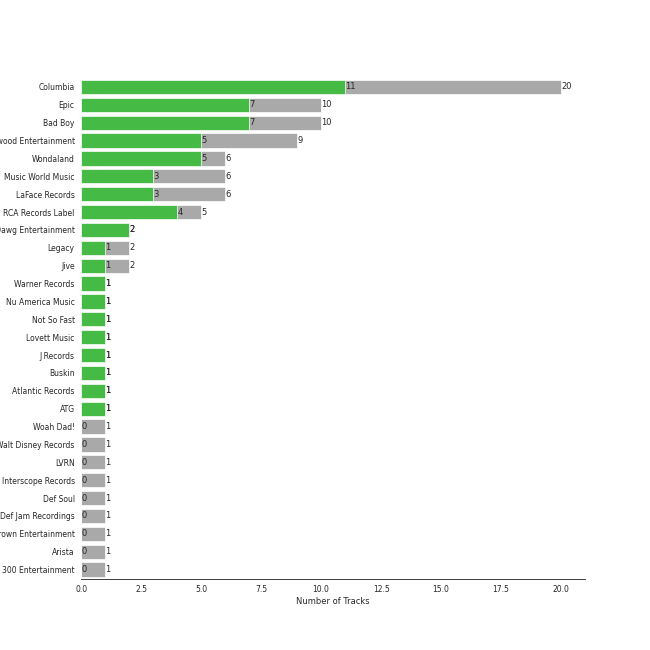 Columbia 11 20
Epic 7 10
Bad Boy 7 10
wood Entertainment 5 9
Wondaland 5 6
Music World Music 3 6
LaFace Records 3 6
RCA Records Label 4 5
Dawg Entertainment 2
Legacy 1 2
Jive 1 2
Warner Records 1
Nu America Music 1
Not So Fast 1
Lovett Music 1
J Records 1
Buskin 1
Atlantic Records 1
ATG 1
Woah Dad! 0 1
Walt Disney Records 0 1
LVRN 0 1
Interscope Records 0 1
Def Soul 0 1
Def Jam Recordings 0 1
rown Entertainment 0 1
Arista 0 1
300 Entertainment 0 1
0.0 2.5 5.0 7.5 10.0 12.5 15.0 17.5 20.0
Number of Tracks